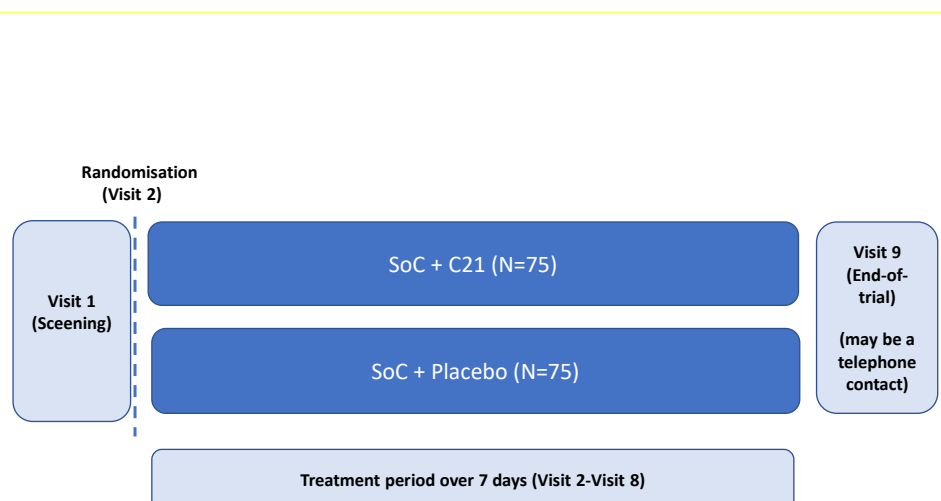 Randomisation
(Visit 2)
Visit 1
(Sceening)
SoC + C21 (N=75)
SoC + Placebo (N=75)
Visit 9
(End-of-
trial)
(may be a
telephone
contact)
Treatment period over 7 days (Visit 2-Visit 8)